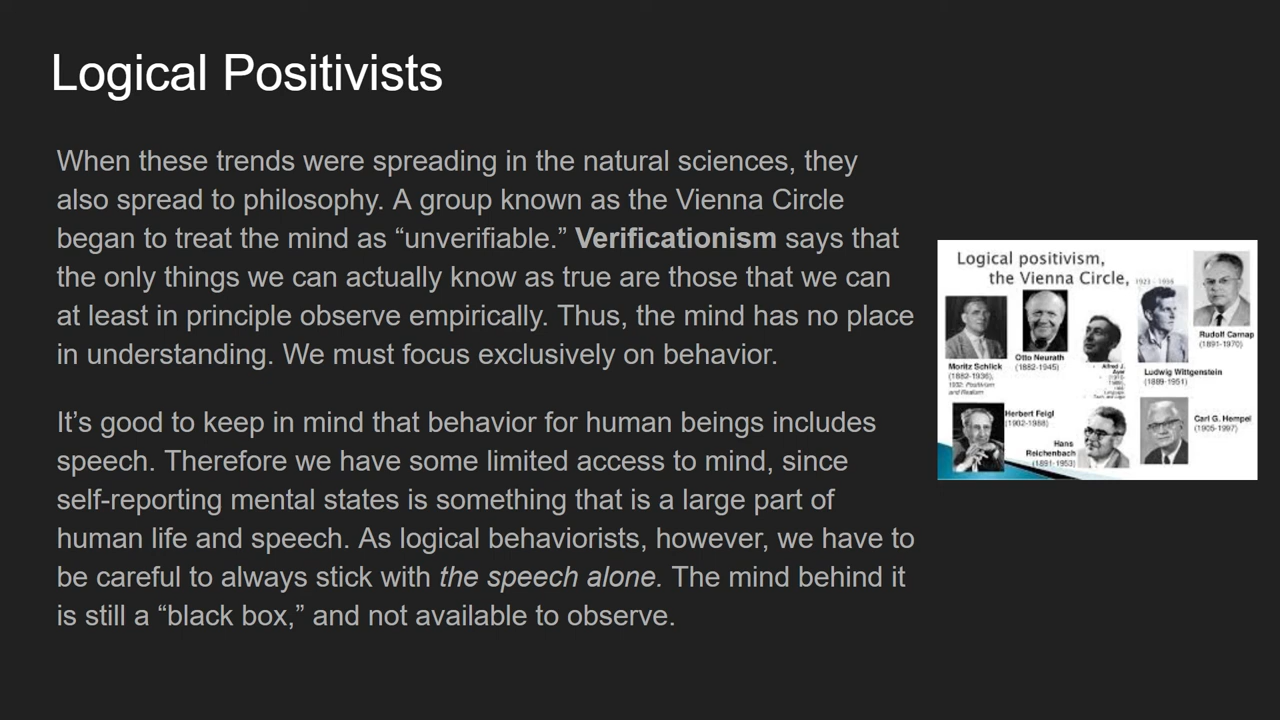 Logical Positivists
When these trends were spreading in the natural sciences, they
also spread to philosophy. A group known as the Vienna Circle
began to treat the mind as “unverifiable.” Verificationism says that
the only things we can actually know as true are those that we can
at least in principle observe empirically. Thus, the mind has no place
in understanding. We must focus exclusively on behavior.
It’s good to keep in mind that behavior for human beings includes
speech. Therefore we have some limited access to mind, since
self-reporting mental states is something that is a large part of
human life and speech. As logical behaviorists, however, we have to
be careful to always stick with the speech alone. The mind behind it
is still a “black box,” and not available to observe.
Logical positivism,
the Vienna Circle,
Rudolf Carnap
(1891-1970)
Moritz Schlick
(1882-1936),
1932: Positivism
and Realism
Otto Neurath
(1882-1945)
Alfred J.
Ayer
Ludwig Wittgenstein
(1889-1951)
Herbert Feigl
(1902-1988)
Hans
Reichenbach
(1891-1953)
Carl G. Hempel
(1905-1997)